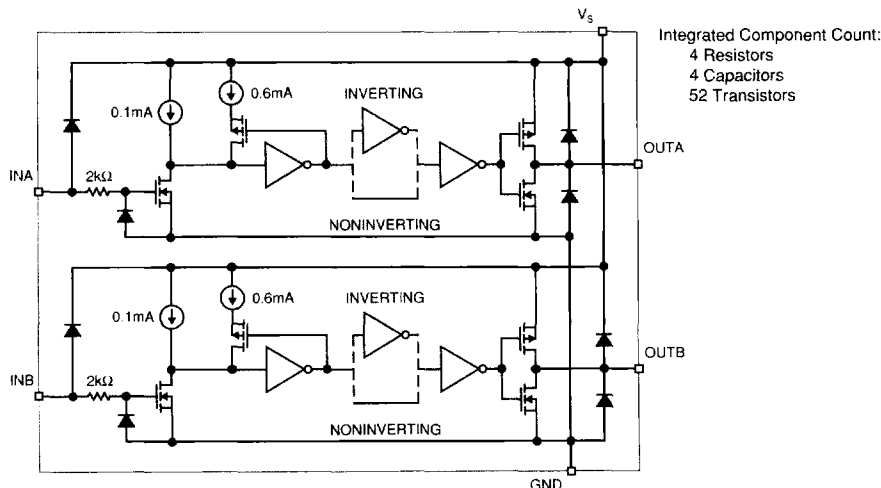 VS
Integrated Component Count:
4 Resistors
4 Capacitors
52 Transistors
0.1mA
0.6mA
INVERTING
OUTA
INA
2kΩ
NONINVERTING
0.1mA
0.6mA
INVERTING
OUTB
INB
2kΩ
NONINVERTING
GND